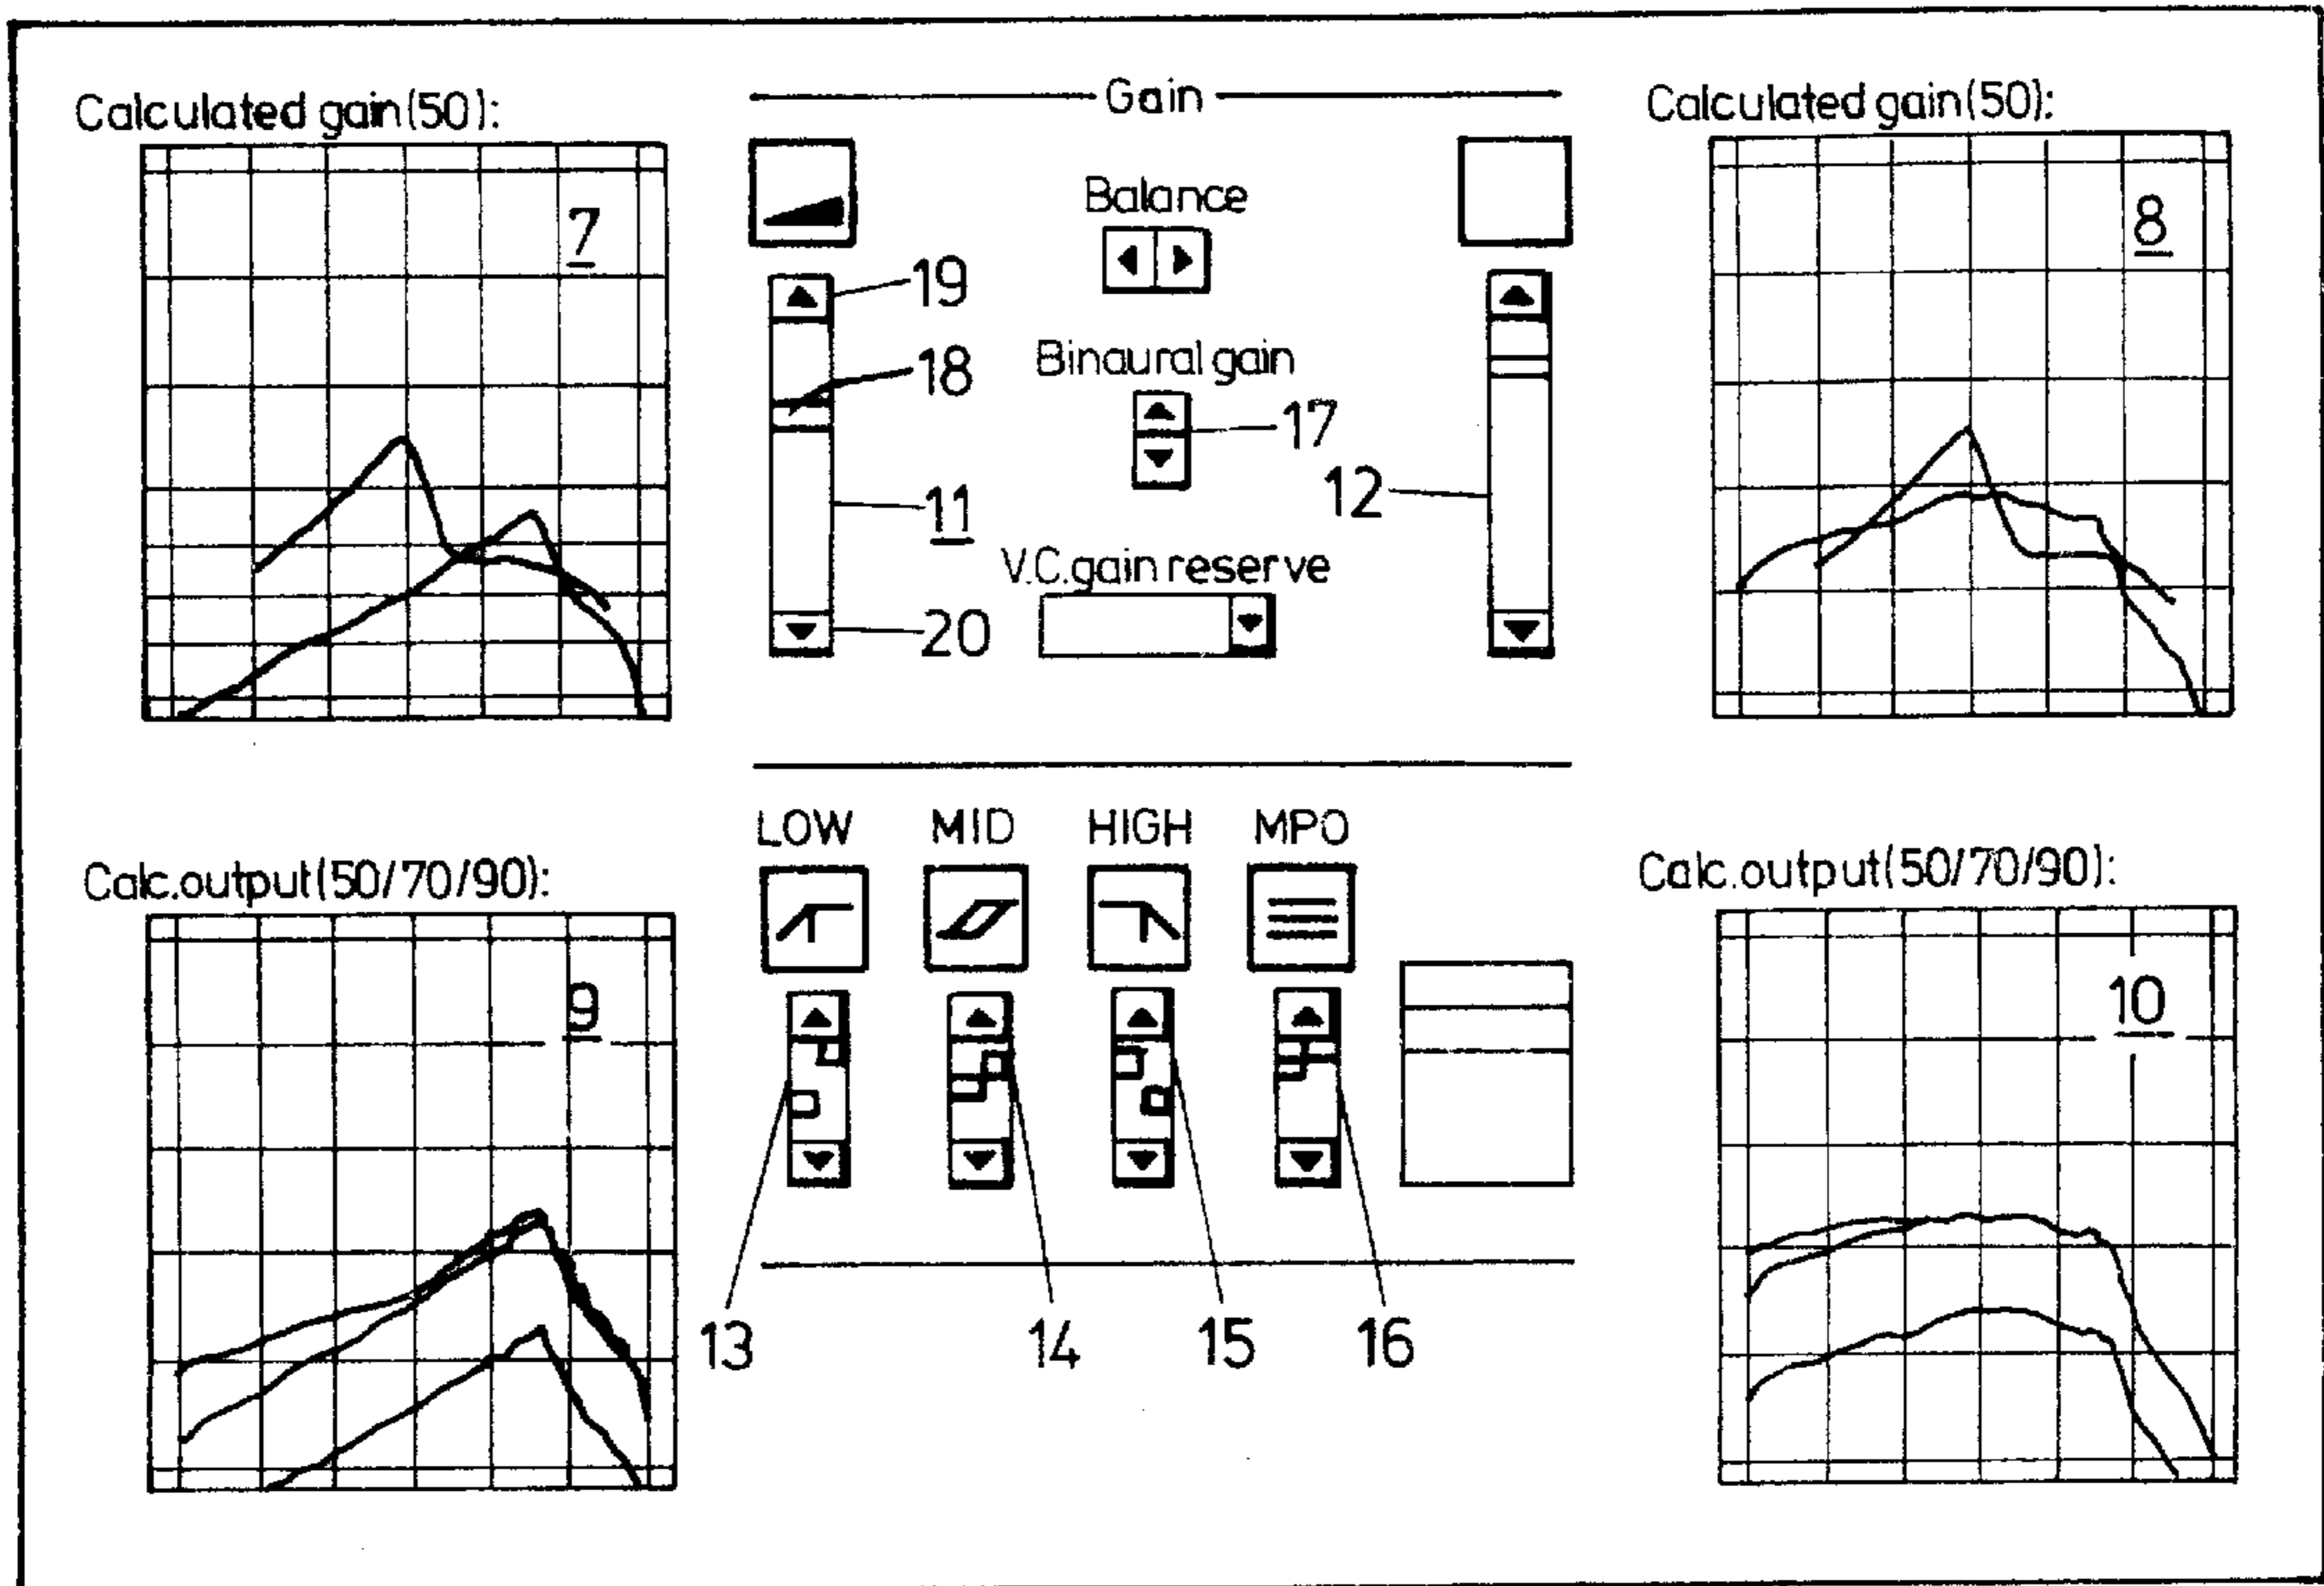 Calculated gain(50):
Gain
Calculated gain(50):
7
Balance
8
19
18
Binaural gain
17
11
12
V.C.gain reserve
20
LOW MID HIGH MPO
Calc.output(50/70/90):
Calc.output(50/70/90):
9
10
13 14 15 16